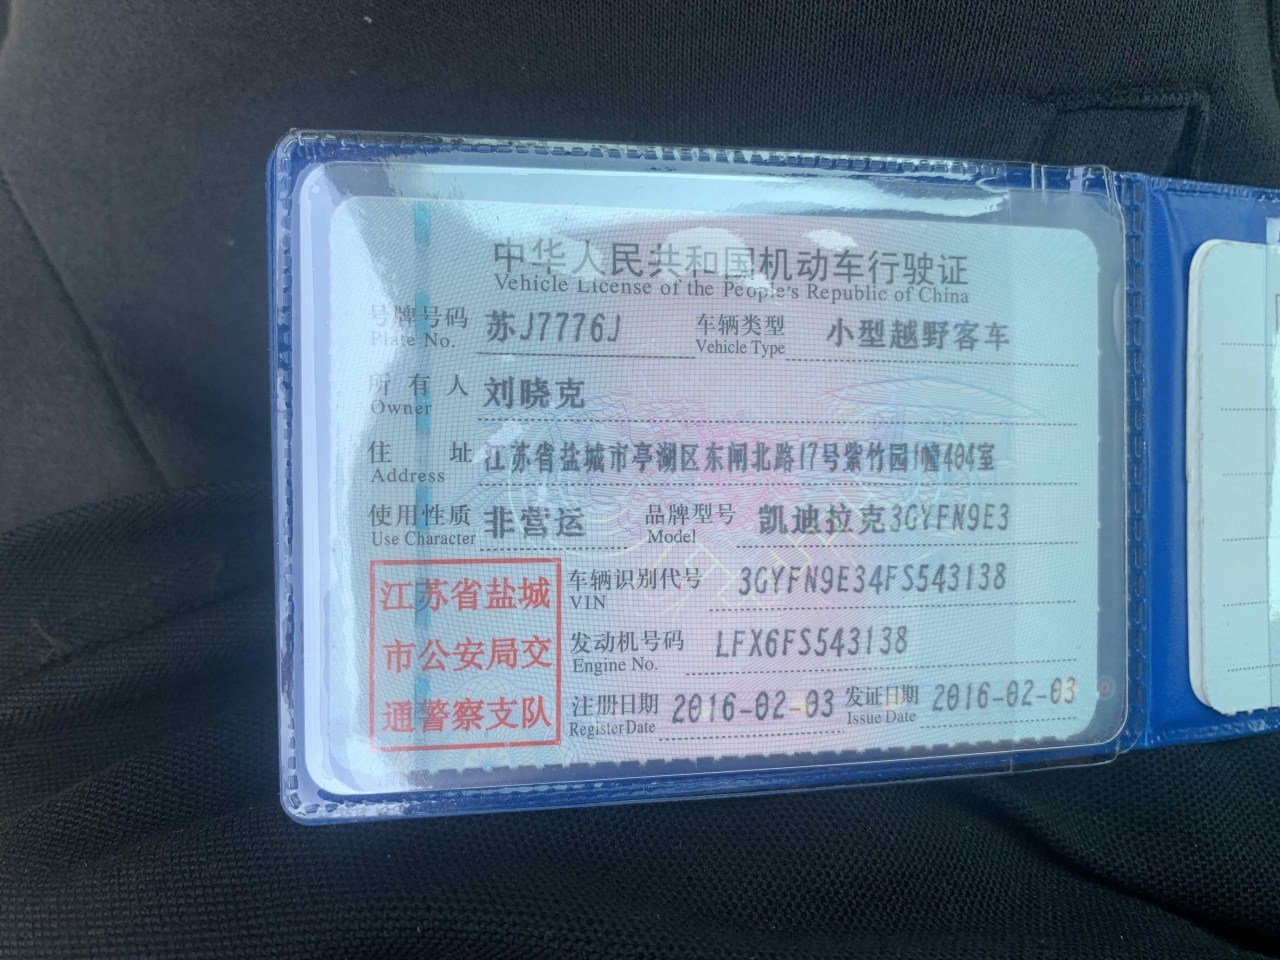 中华人民共和国机动车行驶证
Vehicle License of the People's Republic of China
号牌号码 苏J7776J 车辆类型 小型越野客车
Plate No. Vehicle Type
所有人 刘晓克
Owner
住址 江苏省盐城市亭湖区东闸北路17号紫竹园1幢404室
Address
使用性质 非营运 品牌型号 凯迪拉克3GYFN9E3
Use Character Model
江苏省盐城
市公安局交
通警察支队
车辆识别代号 3GYFN9E34FS543138
VIN
发动机号码 LFX6FS543138
Engine No.
注册日期 2016-02-03 发证日期 2016-02-03
Register Date Issue Date